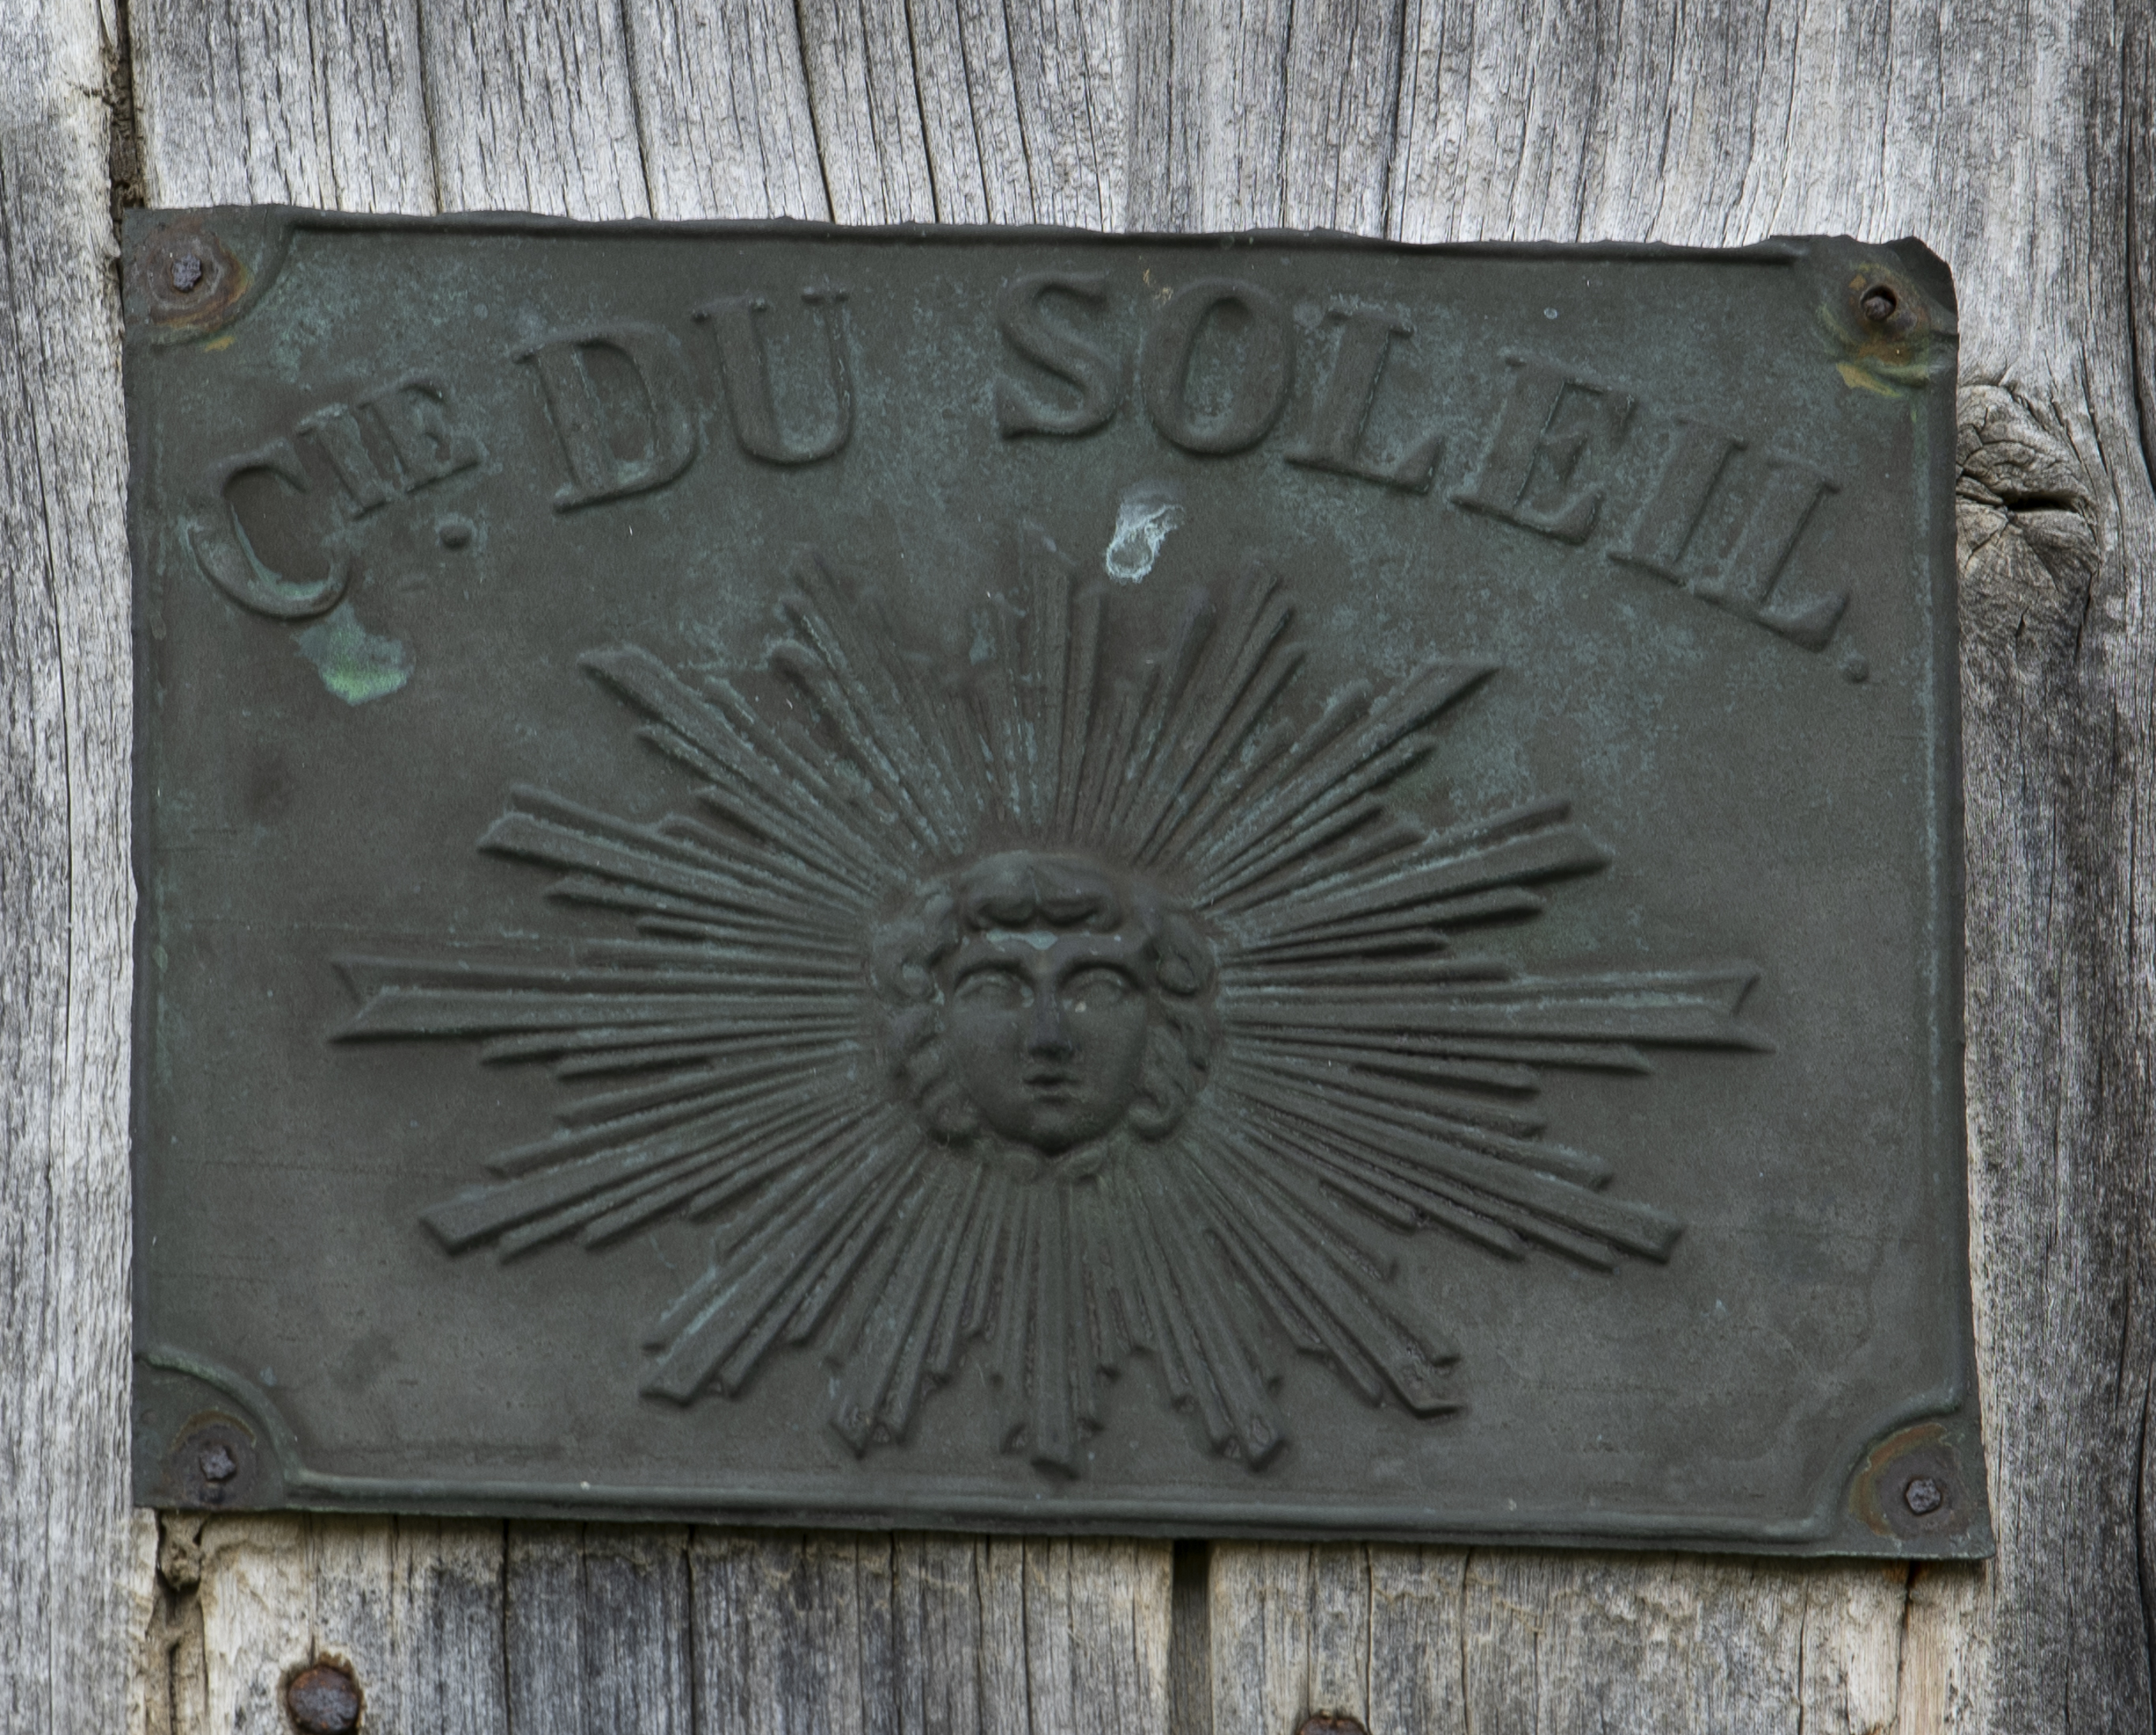 CIE. DU SOLEIL.